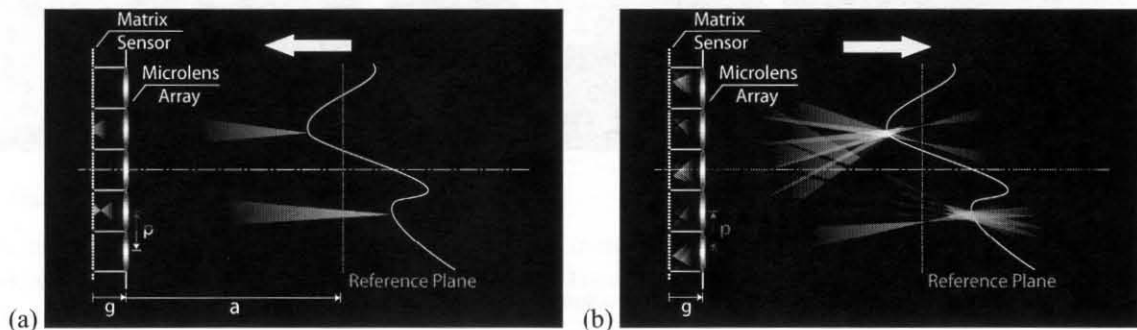 Matrix
Sensor
Microlens
Array
p
Reference Plane
g
a
(a)
Matrix
Sensor
Microlens
Array
p
Reference Plane
g
(b)